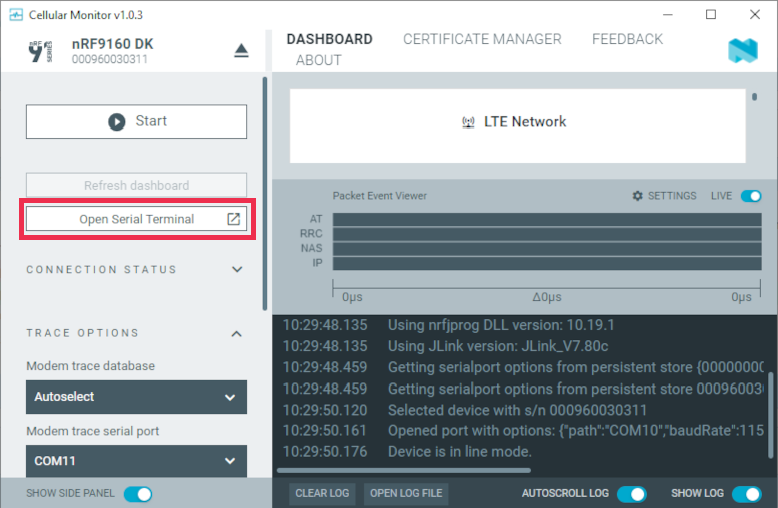 Cellular Monitor v1.0.3
nRF
91
SERIES
nRF9160 DK
000960030311
DASHBOARD CERTIFICATE MANAGER FEEDBACK
ABOUT
Start
Refresh dashboard
Open Serial Terminal
CONNECTION STATUS
TRACE OPTIONS
Modem trace database
Autoselect
Modem trace serial port
COM11
SHOW SIDE PANEL
LTE Network
Packet Event Viewer SETTINGS LIVE
AT
RRC
NAS
IP
0μs Δ0μs 0μs
10:29:48.135 Using nrfjprog DLL version: 10.19.1
10:29:48.135 Using JLink version: JLink_V7.80c
10:29:48.459 Getting serialport options from persistent store {00000000
10:29:48.459 Getting serialport options from persistent store 00096003
10:29:50.120 Selected device with s/n 000960030311
10:29:50.161 Opened port with options: {"path":"COM10","baudRate":115
10:29:50.176 Device is in line mode.
CLEAR LOG OPEN LOG FILE AUTOSCROLL LOG SHOW LOG